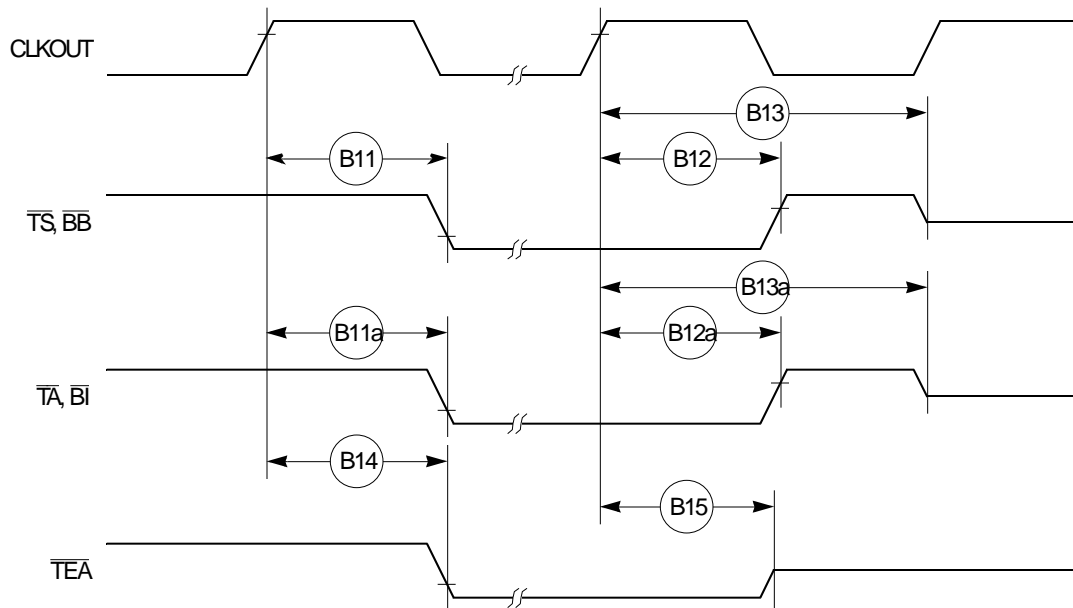 CLKOUT
B13
B11
B12
TS, BB
B13a
B11a
B12a
TA, BI
B14
B15
TEA